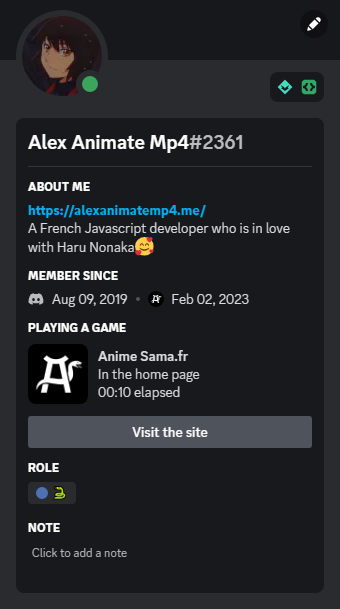 Alex Animate Mp4#2361
ABOUT ME
https://alexanimatemp4.me/
A French Javascript developer who is in love
with Haru Nonaka🥰
MEMBER SINCE
Aug 09, 2019 • Feb 02, 2023
PLAYING A GAME
Anime Sama.fr
In the home page
00:10 elapsed
Visit the site
ROLE
NOTE
Click to add a note